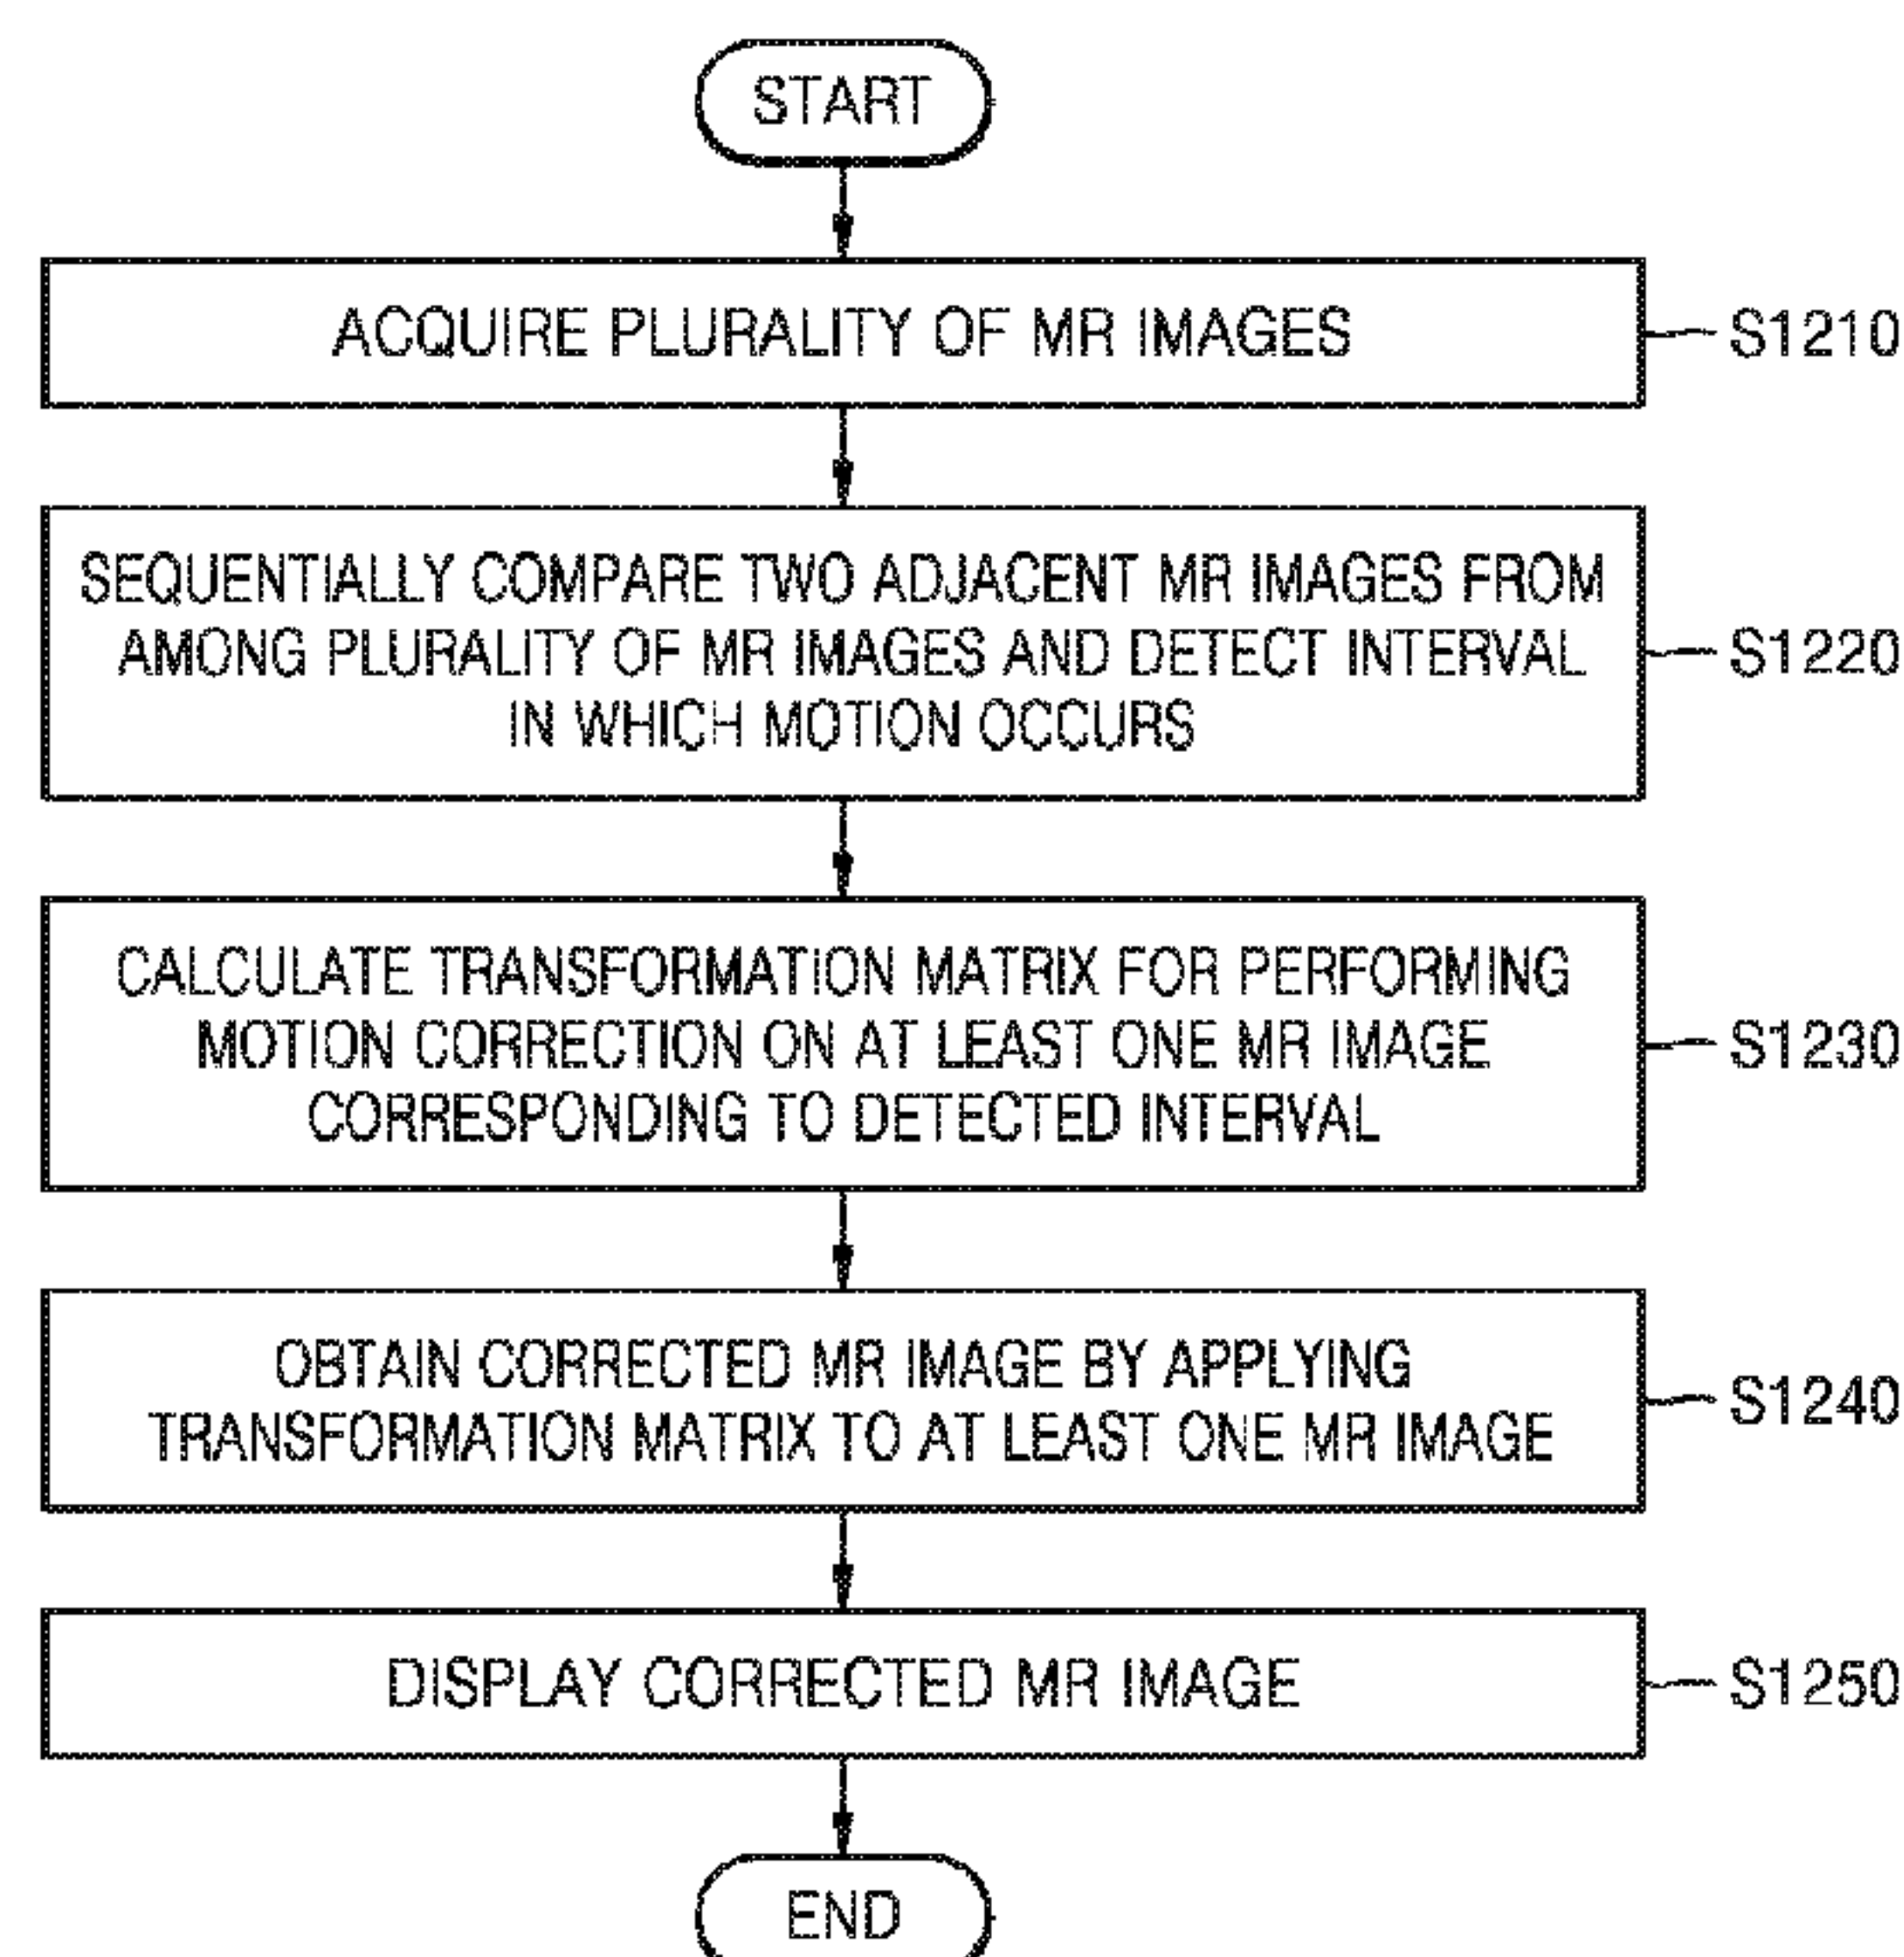 START
ACQUIRE PLURALITY OF MR IMAGES
S1210
SEQUENTIALLY COMPARE TWO ADJACENT MR IMAGES FROM
AMONG PLURALITY OF MR IMAGES AND DETECT INTERVAL
IN WHICH MOTION OCCURS
S1220
CALCULATE TRANSFORMATION MATRIX FOR PERFORMING
MOTION CORRECTION ON AT LEAST ONE MR IMAGE
CORRESPONDING TO DETECTED INTERVAL
S1230
OBTAIN CORRECTED MR IMAGE BY APPLYING
TRANSFORMATION MATRIX TO AT LEAST ONE MR IMAGE
S1240
DISPLAY CORRECTED MR IMAGE
S1250
END